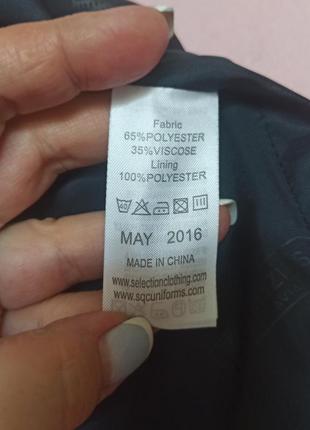 Fabric
65%POLYESTER
35%VISCOSE
Lining
100%POLYESTER
40
MAY 2016
MADE IN CHINA
www.selectionclothing.com
www.sqcuniforms.com